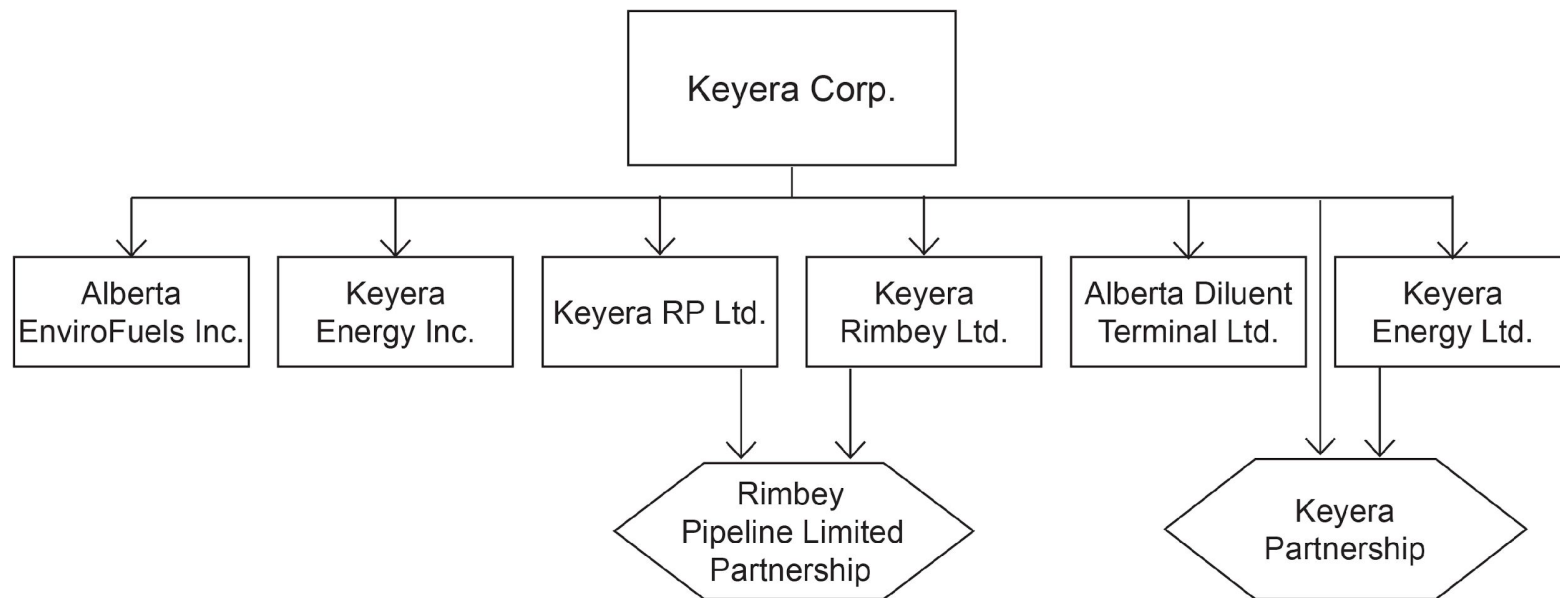 Keyera Corp.
Alberta
EnviroFuels Inc.
Keyera
Energy Inc.
Keyera RP Ltd.
Keyera
Rimbey Ltd.
Alberta Diluent
Terminal Ltd.
Keyera
Energy Ltd.
Rimbey
Pipeline Limited
Partnership
Keyera
Partnership